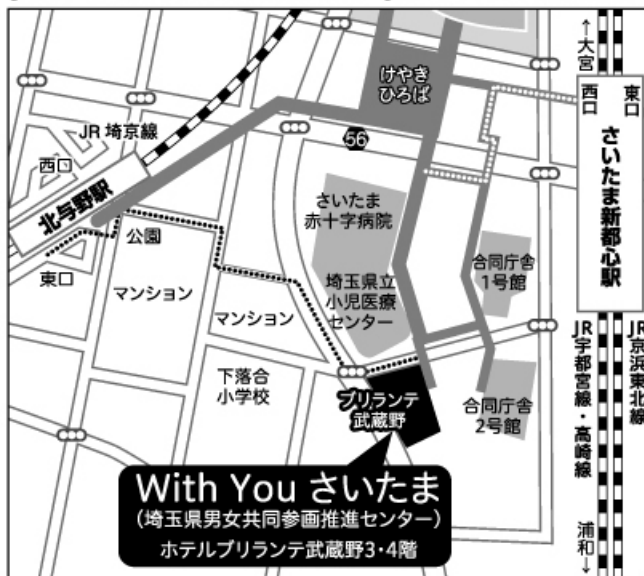 けやき
ひろば
↑大宮
西口
東口
さいたま新都心駅
JR 埼京線
56
西口
北与野駅
東口
公園
マンション
マンション
さいたま
赤十字病院
埼玉県立
小児医療
センター
合同庁舎
1号館
合同庁舎
2号館
下落合
小学校
ブリランテ
武蔵野
JR宇都宮線・高崎線
JR京浜東北線
浦和→
With You さいたま
(埼玉県男女共同参画推進センター)
ホテルブリランテ武蔵野3・4階